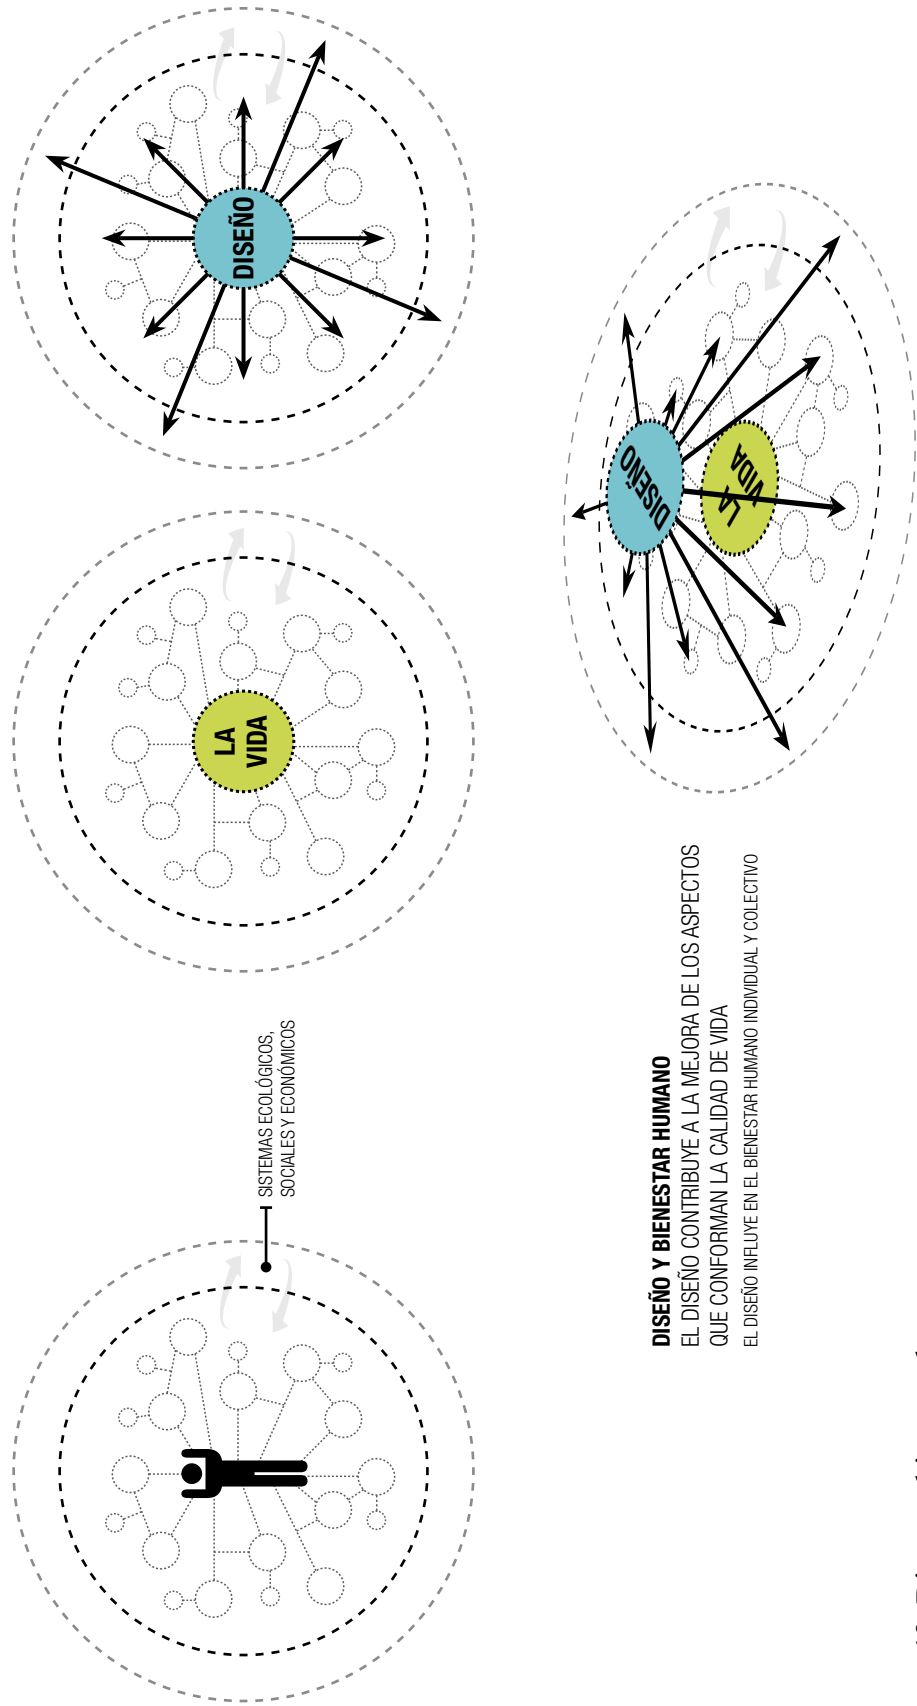 SISTEMAS ECOLÓGICOS,
SOCIALES Y ECONÓMICOS
LA
VIDA
DISEÑO
DISEÑO Y BIENESTAR HUMANO
EL DISEÑO CONTRIBUYE A LA MEJORA DE LOS ASPECTOS
QUE CONFORMAN LA CALIDAD DE VIDA
EL DISEÑO INFLUYE EN EL BIENESTAR HUMANO INDIVIDUAL Y COLECTIVO
DISEÑO
LA
VIDA